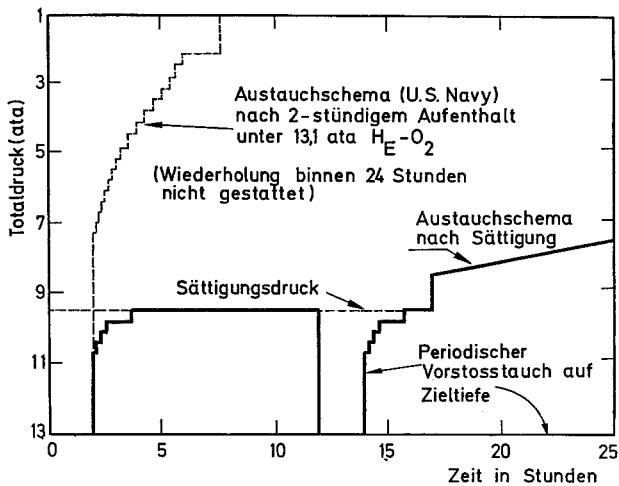 1
3
5
7
9
11
13
Totaldruck (ata)
Austauchschema (U.S. Navy)
nach 2-stündigem Aufenthalt
unter 13,1 ata HE-O2
(Wiederholung binnen 24 Stunden
nicht gestattet)
Austauchschema
nach Sättigung
Sättigungsdruck
Periodischer
Vorstosstauch auf
Zieltiefe
0
5
10
15
20
25
Zeit in Stunden